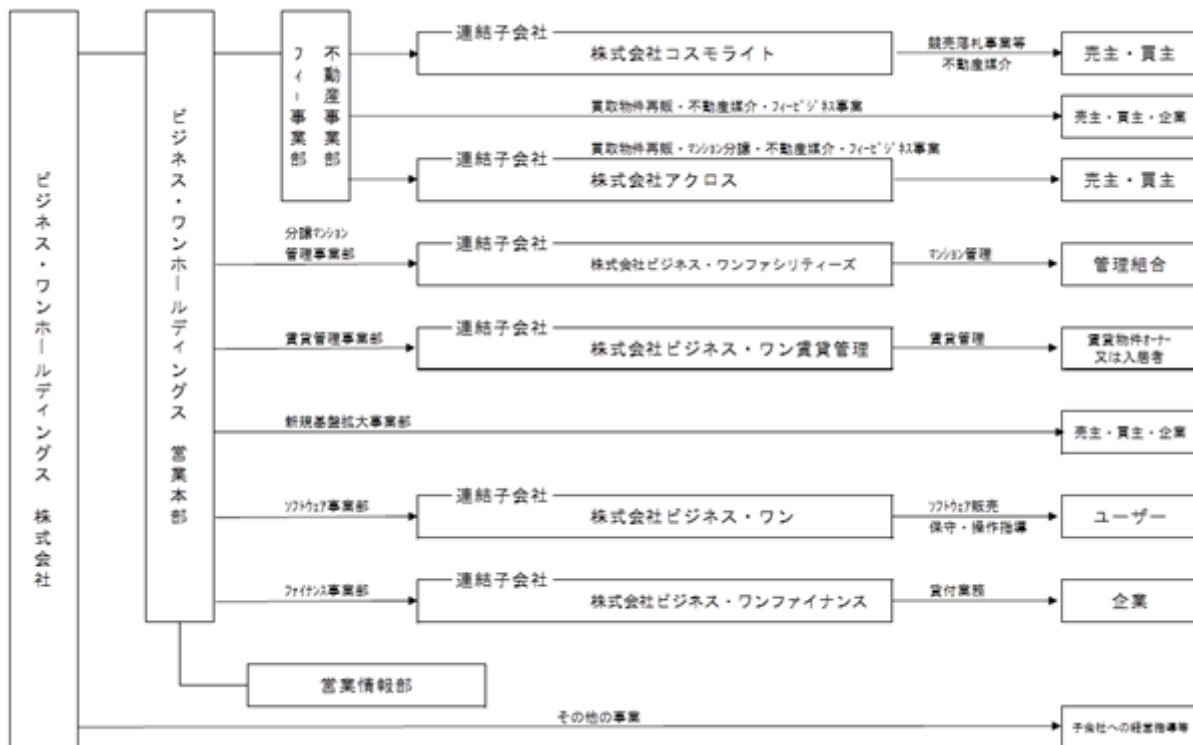 ビジネス・ワンホールディングス　株式会社
ビジネス・ワンホールディングス　営業本部
不動産事業部
フィー事業部
連結子会社
株式会社コスモライト
競売落札事業等
不動産媒介
売主・買主
買取物件再販・不動産媒介・フィービジネス事業
売主・買主・企業
買取物件再販・マンション分譲・不動産媒介・フィービジネス事業
連結子会社
株式会社アクロス
売主・買主
分譲マンション
管理事業部
連結子会社
株式会社ビジネス・ワンファシリティーズ
マンション管理
管理組合
賃貸管理事業部
連結子会社
株式会社ビジネス・ワン賃貸管理
賃貸管理
賃貸物件オーナー
又は入居者
新規基盤拡大事業部
売主・買主・企業
ソフトウェア事業部
連結子会社
株式会社ビジネス・ワン
ソフトウェア販売
保守・操作指導
ユーザー
ファイナンス事業部
連結子会社
株式会社ビジネス・ワンファイナンス
貸付業務
企業
営業情報部
その他の事業
子会社への経営指導等